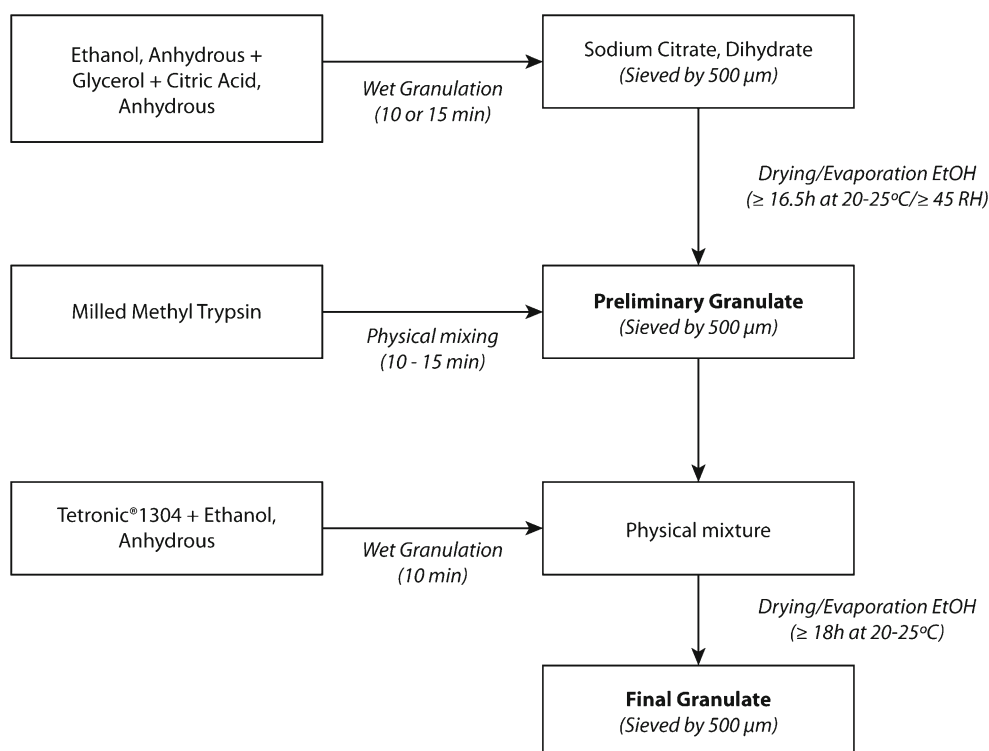 Ethanol, Anhydrous +
Glycerol + Citric Acid,
Anhydrous
Wet Granulation
(10 or 15 min)
Sodium Citrate, Dihydrate
(Sieved by 500 μm)
Drying/Evaporation EtOH
(≥ 16.5h at 20-25ºC/≥ 45 RH)
Milled Methyl Trypsin
Physical mixing
(10 - 15 min)
Preliminary Granulate
(Sieved by 500 μm)
Tetronic®1304 + Ethanol,
Anhydrous
Wet Granulation
(10 min)
Physical mixture
Drying/Evaporation EtOH
(≥ 18h at 20-25ºC)
Final Granulate
(Sieved by 500 μm)